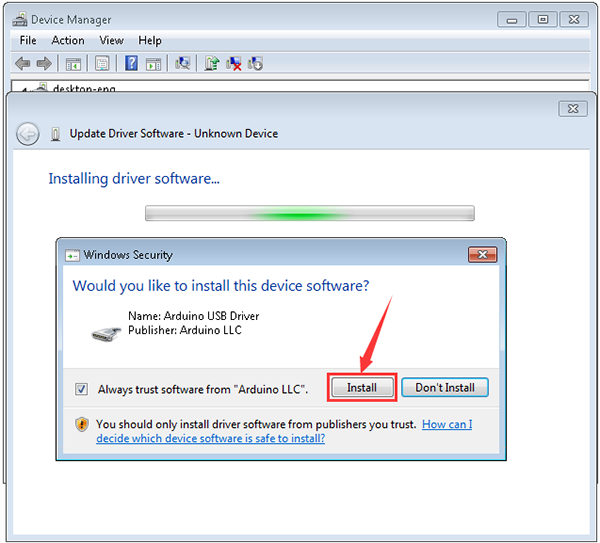 Device Manager
File Action View Help
desktop-eng
Update Driver Software - Unknown Device
Installing driver software...
Windows Security
Would you like to install this device software?
Name: Arduino USB Driver
Publisher: Arduino LLC
Always trust software from "Arduino LLC".
Install
Don't Install
You should only install driver software from publishers you trust. How can I
decide which device software is safe to install?